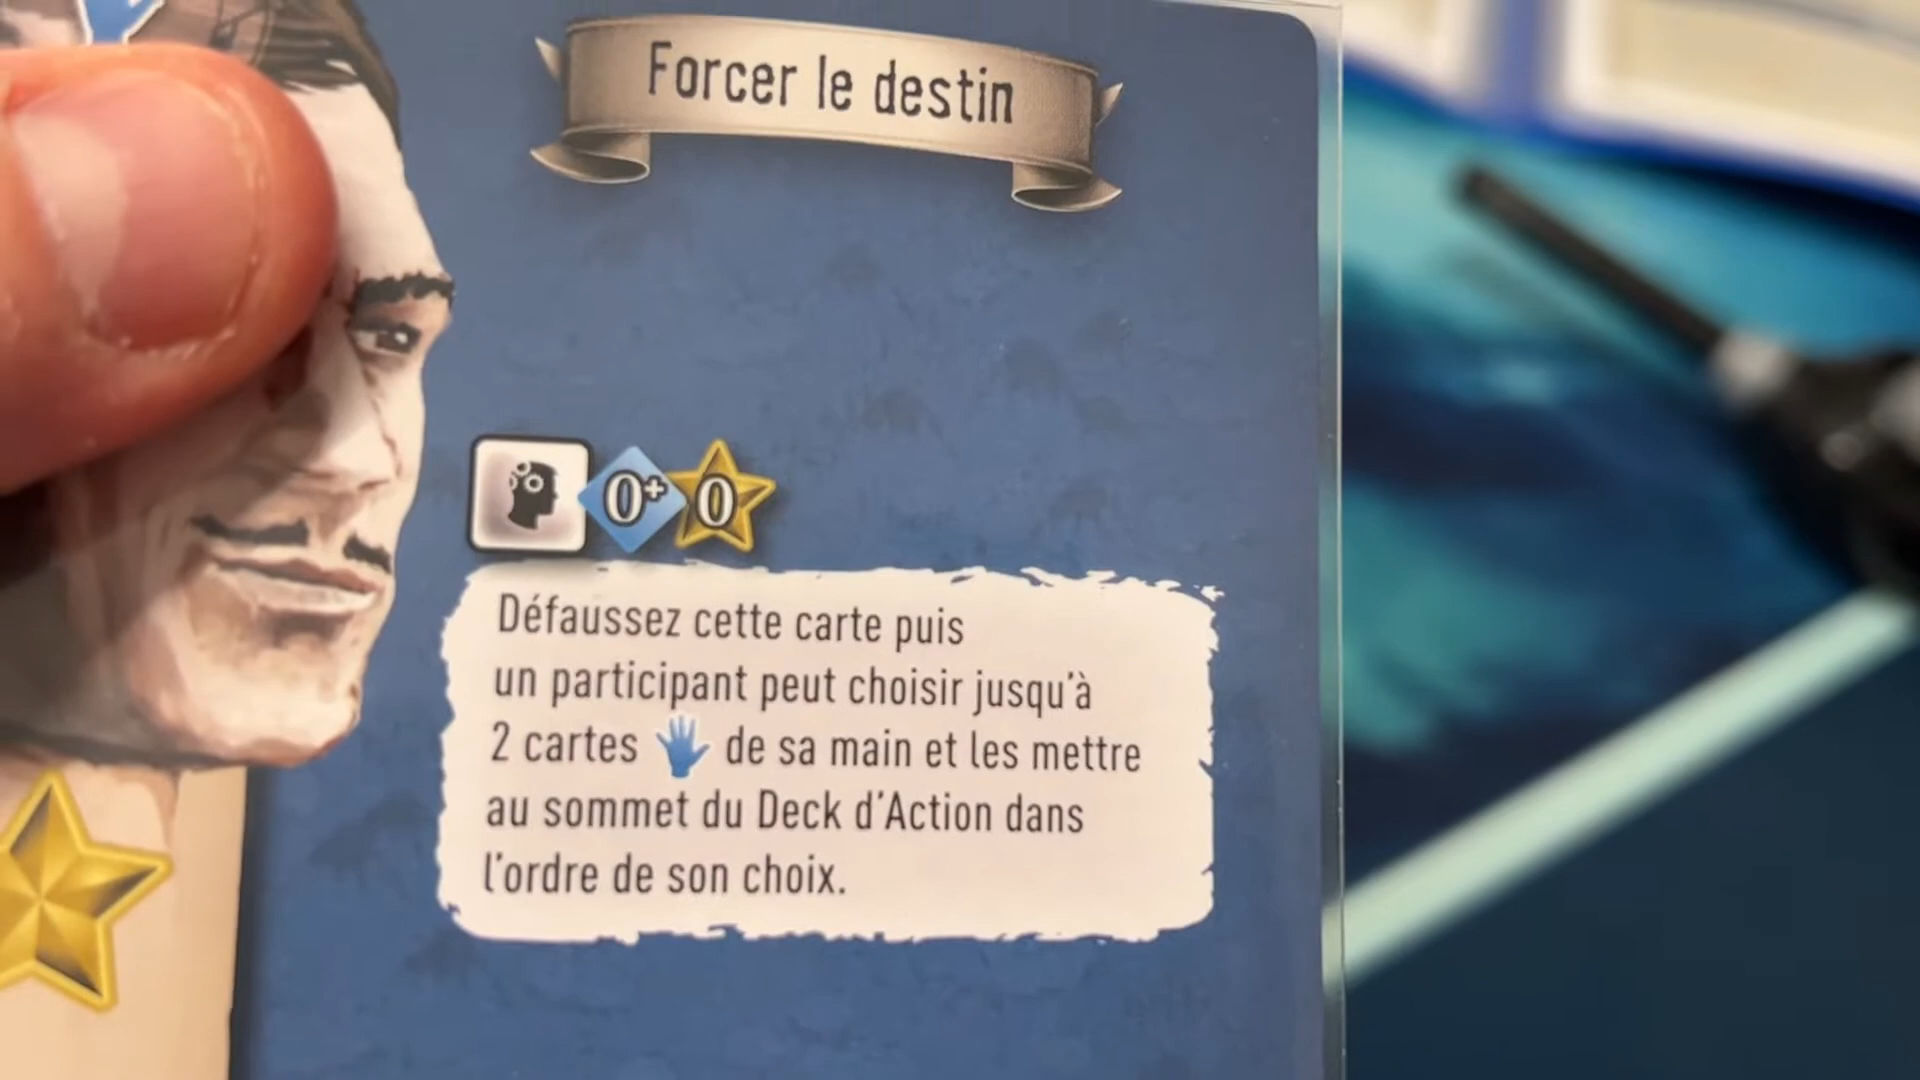 Forcer le destin
0+ 0
Défaussez cette carte puis
un participant peut choisir jusqu'à
2 cartes de sa main et les mettre
au sommet du Deck d'Action dans
l'ordre de son choix.